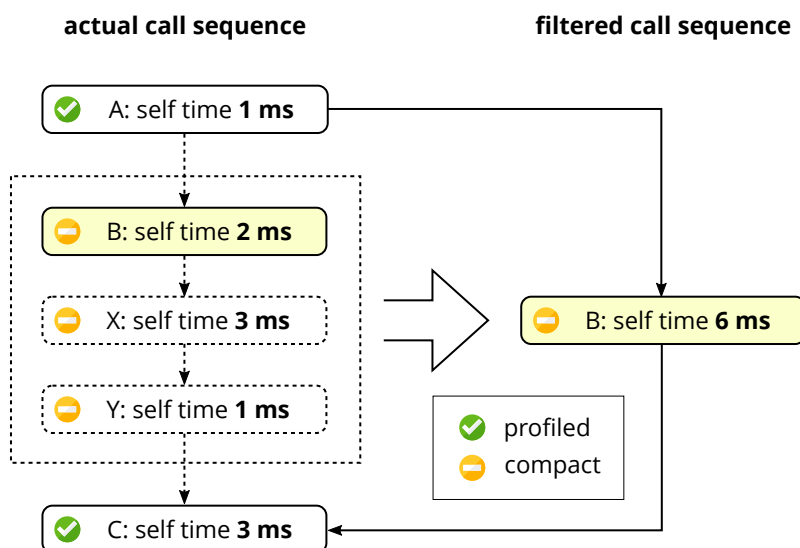 actual call sequence
filtered call sequence
A: self time 1 ms
B: self time 2 ms
X: self time 3 ms
B: self time 6 ms
Y: self time 1 ms
profiled
compact
C: self time 3 ms